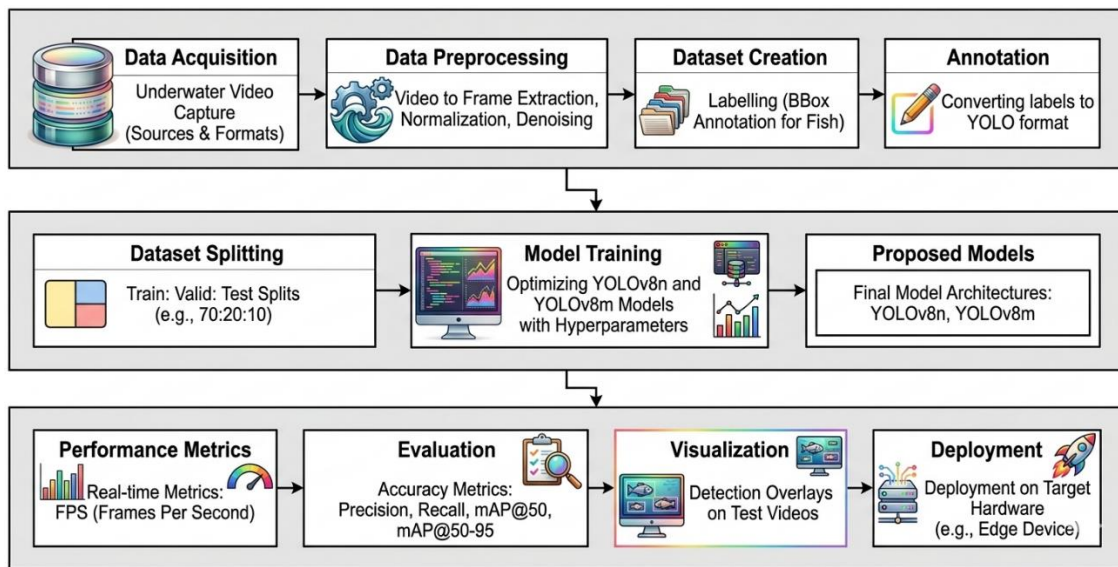 Data Acquisition
Underwater Video
Capture
(Sources & Formats)
Data Preprocessing
Video to Frame Extraction,
Normalization, Denoising
Dataset Creation
Labelling (BBox
Annotation for Fish)
Annotation
Converting labels to
YOLO format
Dataset Splitting
Train: Valid: Test Splits
(e.g., 70:20:10)
Model Training
Optimizing YOLOv8n and
YOLOv8m Models
with Hyperparameters
Proposed Models
Final Model Architectures:
YOLOv8n, YOLOv8m
Performance Metrics
Real-time Metrics:
FPS (Frames Per Second)
Evaluation
Accuracy Metrics:
Precision, Recall, mAP@50,
mAP@50-95
Visualization
Detection Overlays
on Test Videos
Deployment
Deployment on Target
Hardware
(e.g., Edge Device)